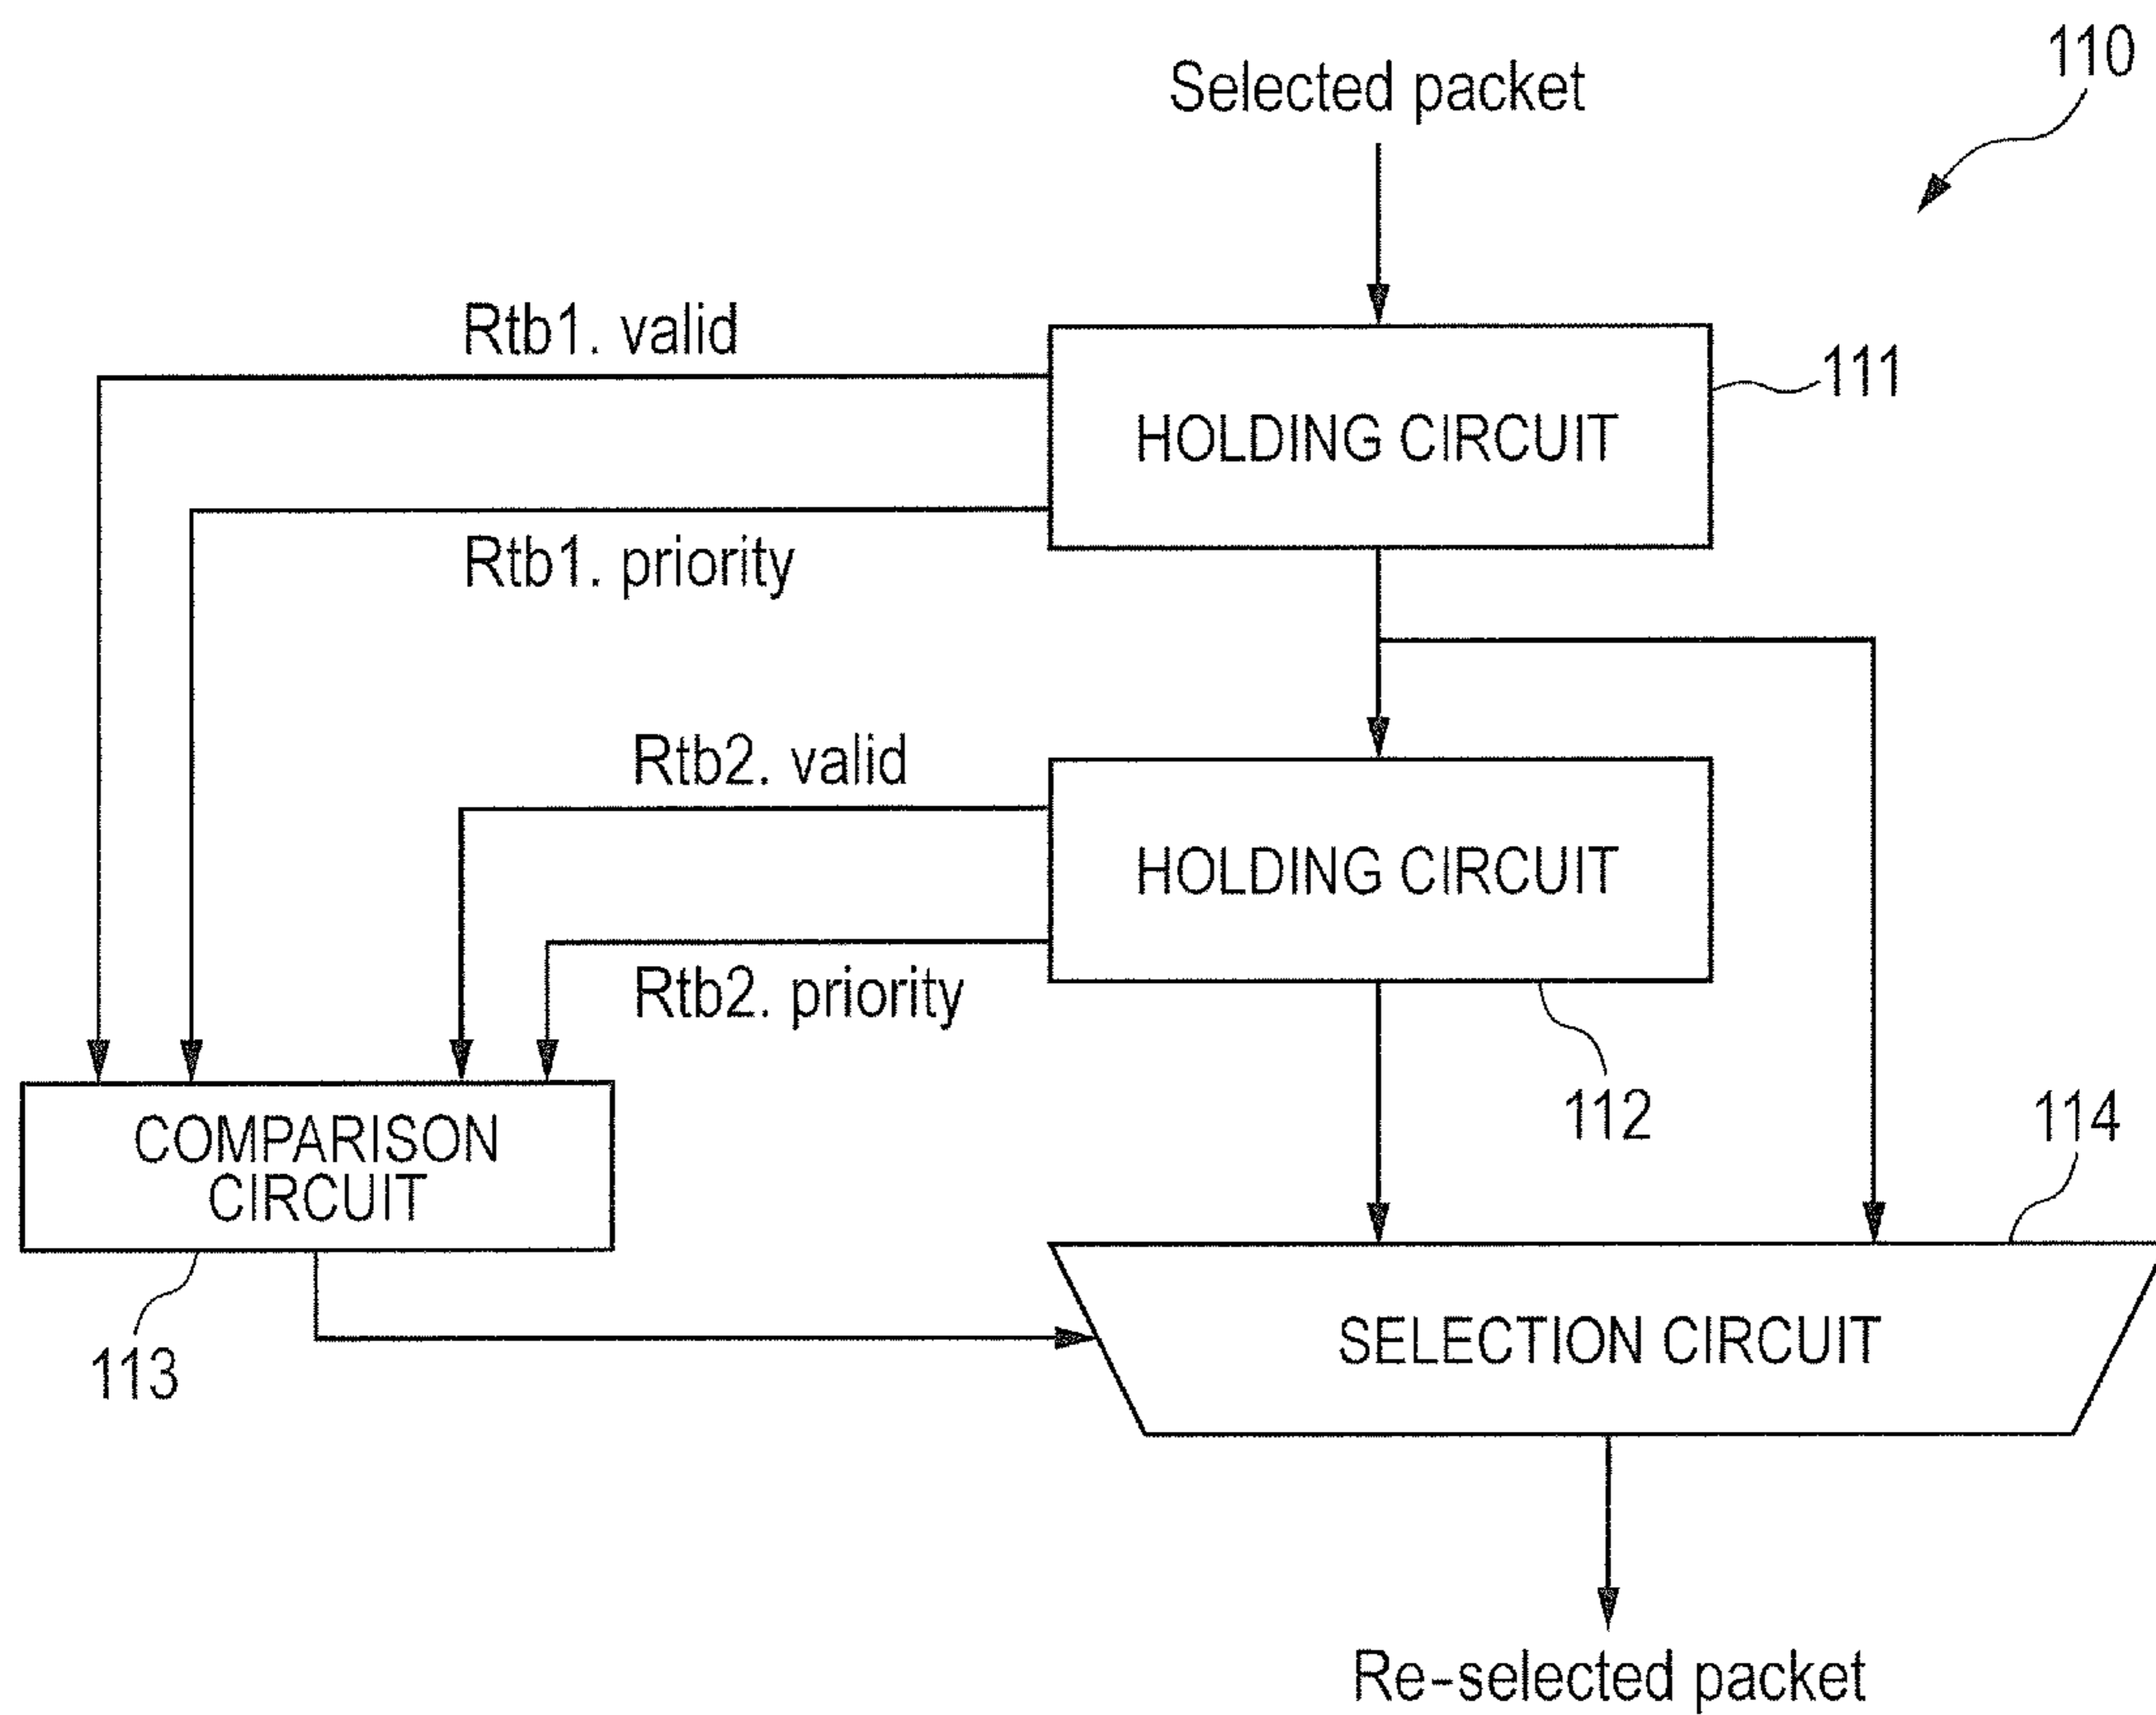 110
Selected packet
Rtb1. valid
111
HOLDING CIRCUIT
Rtb1. priority
Rtb2. valid
HOLDING CIRCUIT
Rtb2. priority
112
114
COMPARISON
CIRCUIT
SELECTION CIRCUIT
113
Re-selected packet